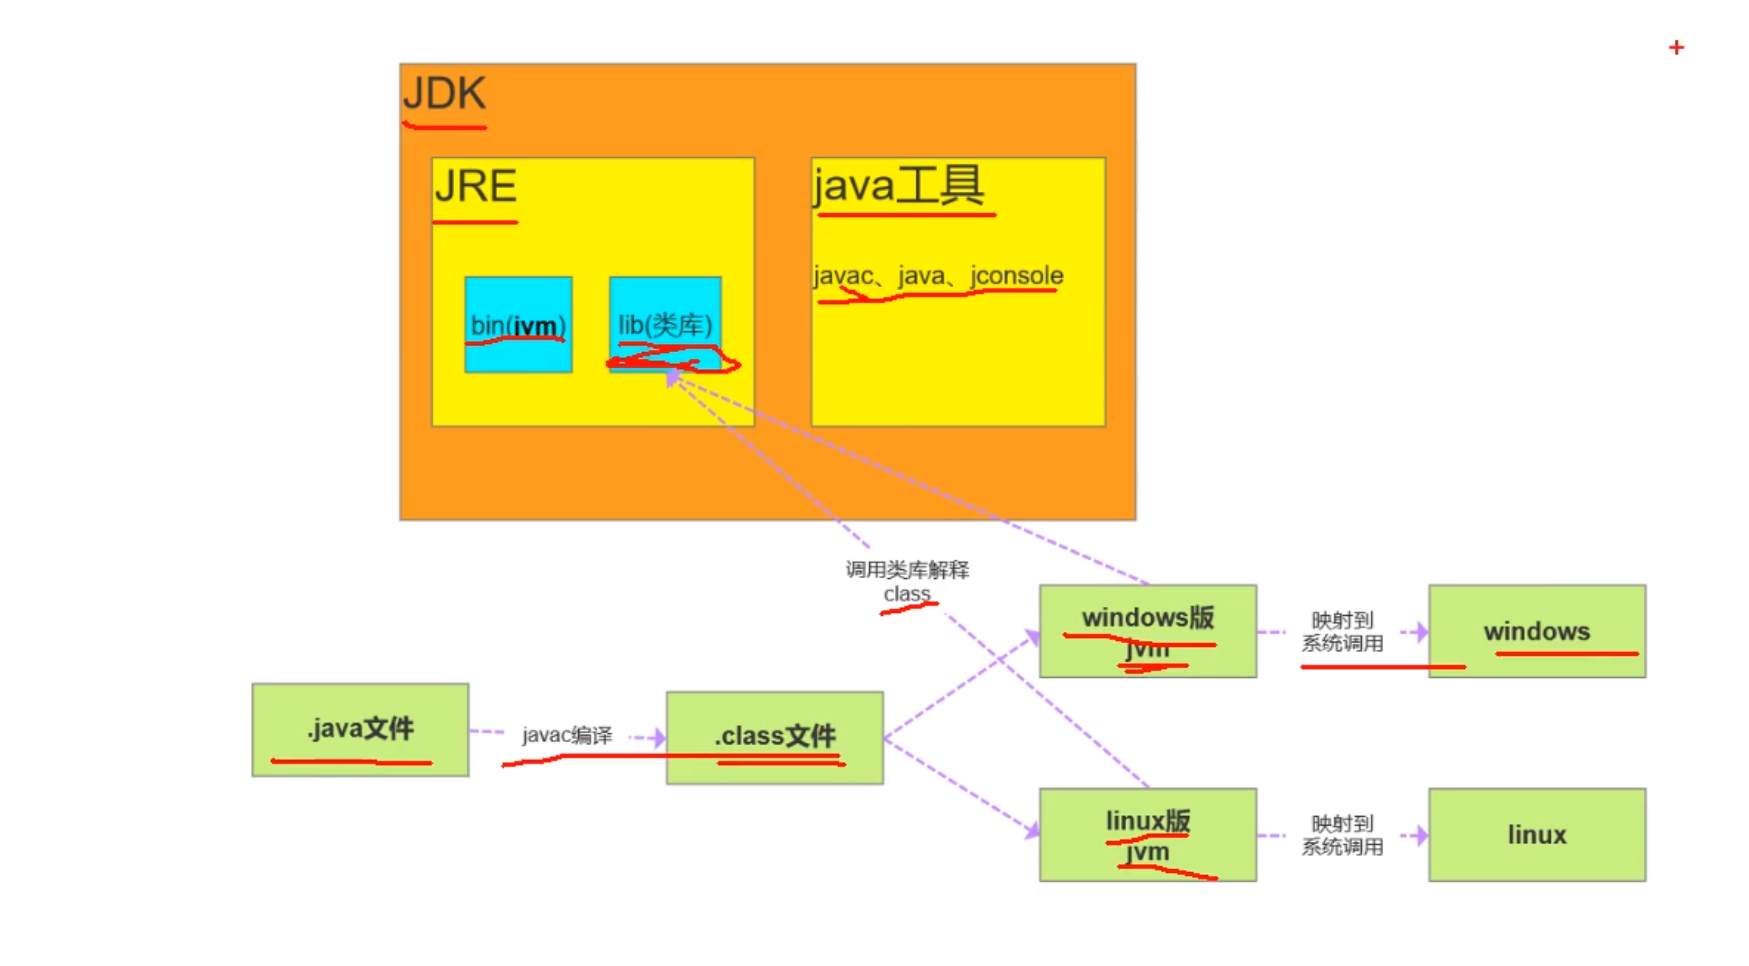 JDK
JRE
java工具
javac、java、jconsole
bin(jvm)
lib(类库)
调用类库解释
class
windows版
jvm
映射到
系统调用
windows
.java文件
javac编译
.class文件
linux版
jvm
映射到
系统调用
linux